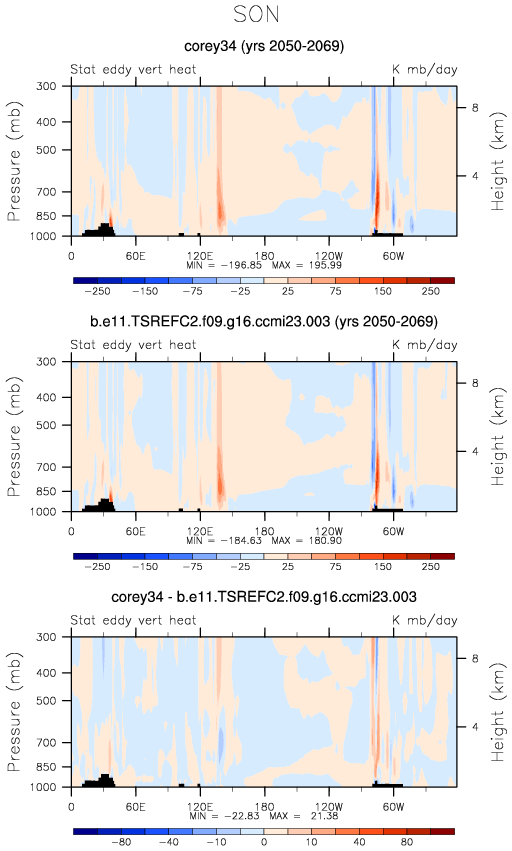 SON
corey34 (yrs 2050-2069)
Stat eddy vert heat K mb/day
300
400
500
700
850
1000
Pressure (mb)
8
4
Height (km)
0 60E 120E 180 120W 60W
MIN = -196.85 MAX = 195.99
-250 -150 -75 -25 25 75 150 250
b.e11.TSREFC2.f09.g16.ccmi23.003 (yrs 2050-2069)
Stat eddy vert heat K mb/day
300
400
500
700
850
1000
Pressure (mb)
8
4
Height (km)
0 60E 120E 180 120W 60W
MIN = -184.63 MAX = 180.90
-250 -150 -75 -25 25 75 150 250
corey34 - b.e11.TSREFC2.f09.g16.ccmi23.003
Stat eddy vert heat K mb/day
300
400
500
700
850
1000
Pressure (mb)
8
4
Height (km)
0 60E 120E 180 120W 60W
MIN = -22.83 MAX = 21.38
-80 -40 -10 0 10 40 80